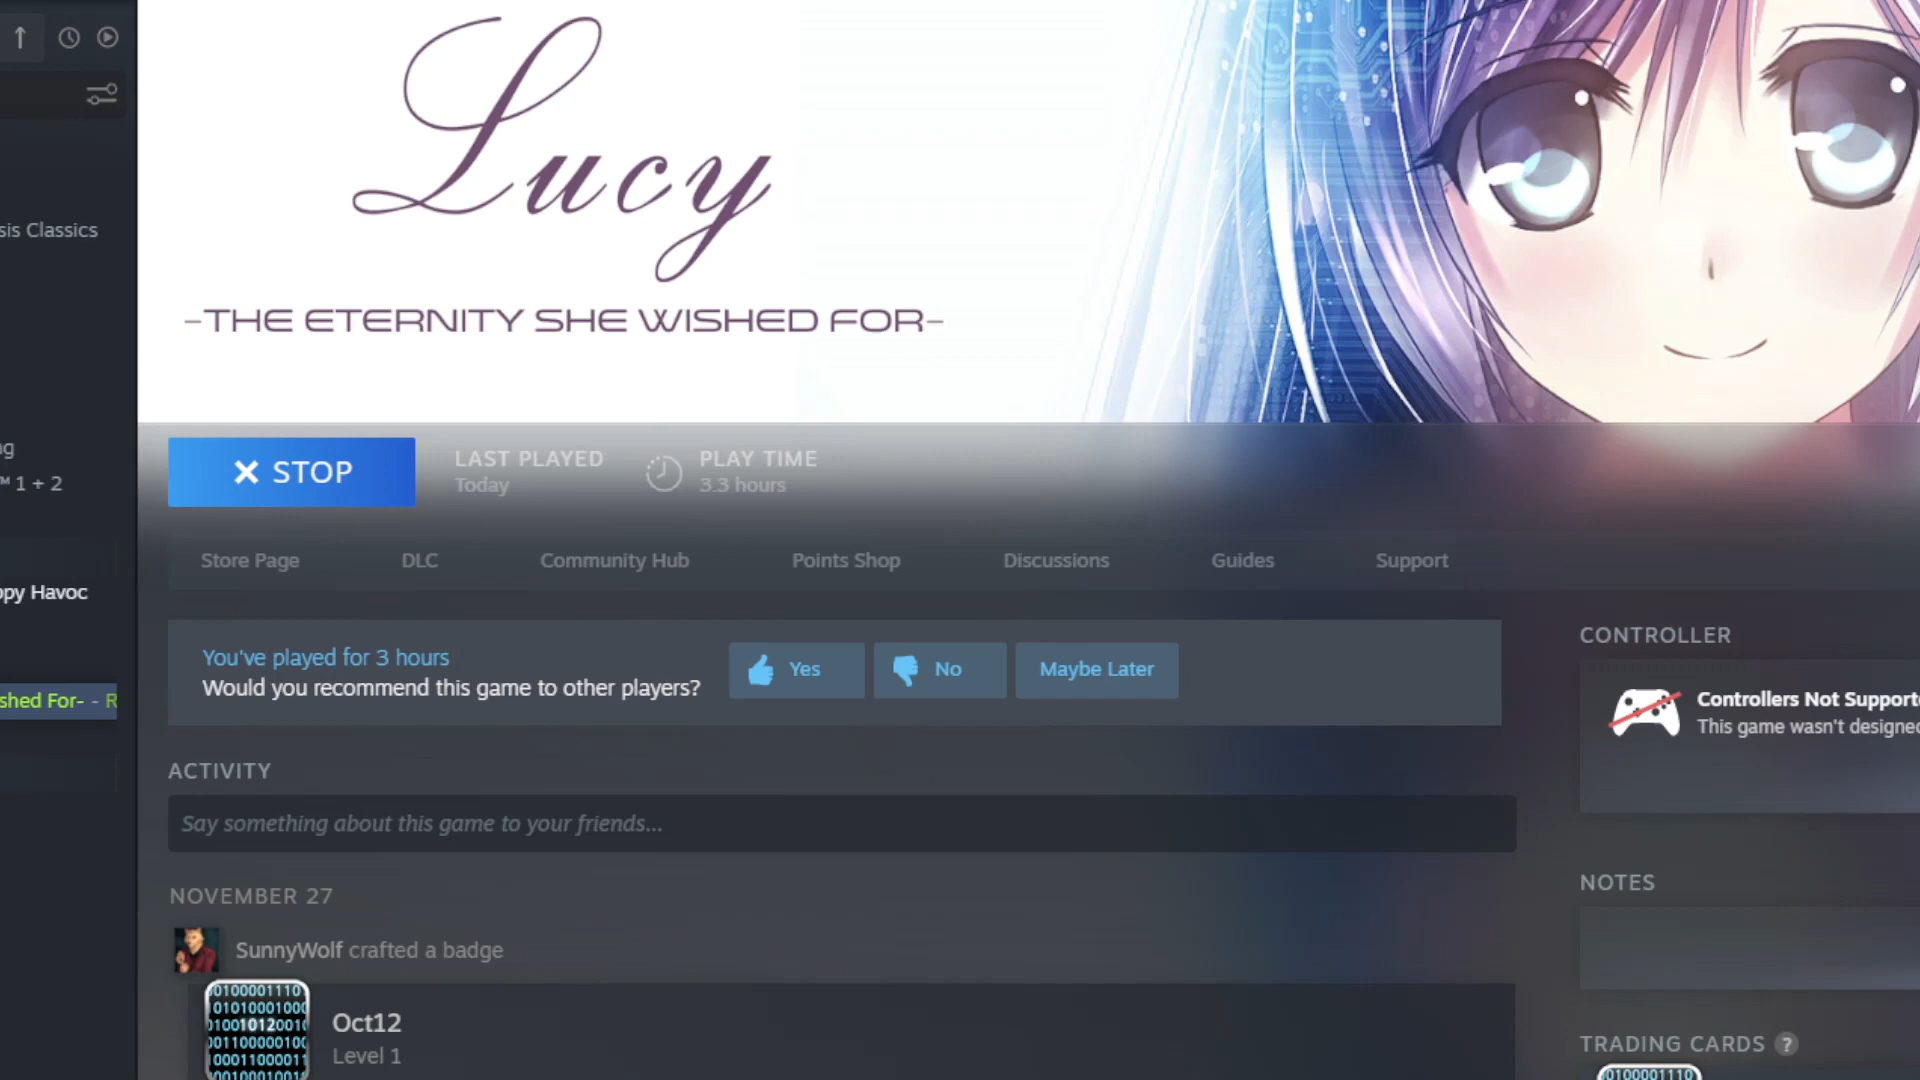 Lucy
-THE ETERNITY SHE WISHED FOR-
sis Classics
ng
™ 1 + 2
ppy Havoc
shed For- - R
STOP
LAST PLAYED
Today
PLAY TIME
3.3 hours
Store Page
DLC
Community Hub
Points Shop
Discussions
Guides
Support
You've played for 3 hours
Would you recommend this game to other players?
Yes
No
Maybe Later
ACTIVITY
Say something about this game to your friends...
NOVEMBER 27
SunnyWolf crafted a badge
Oct12
Level 1
CONTROLLER
Controllers Not Supporte
This game wasn't designed
NOTES
TRADING CARDS ?